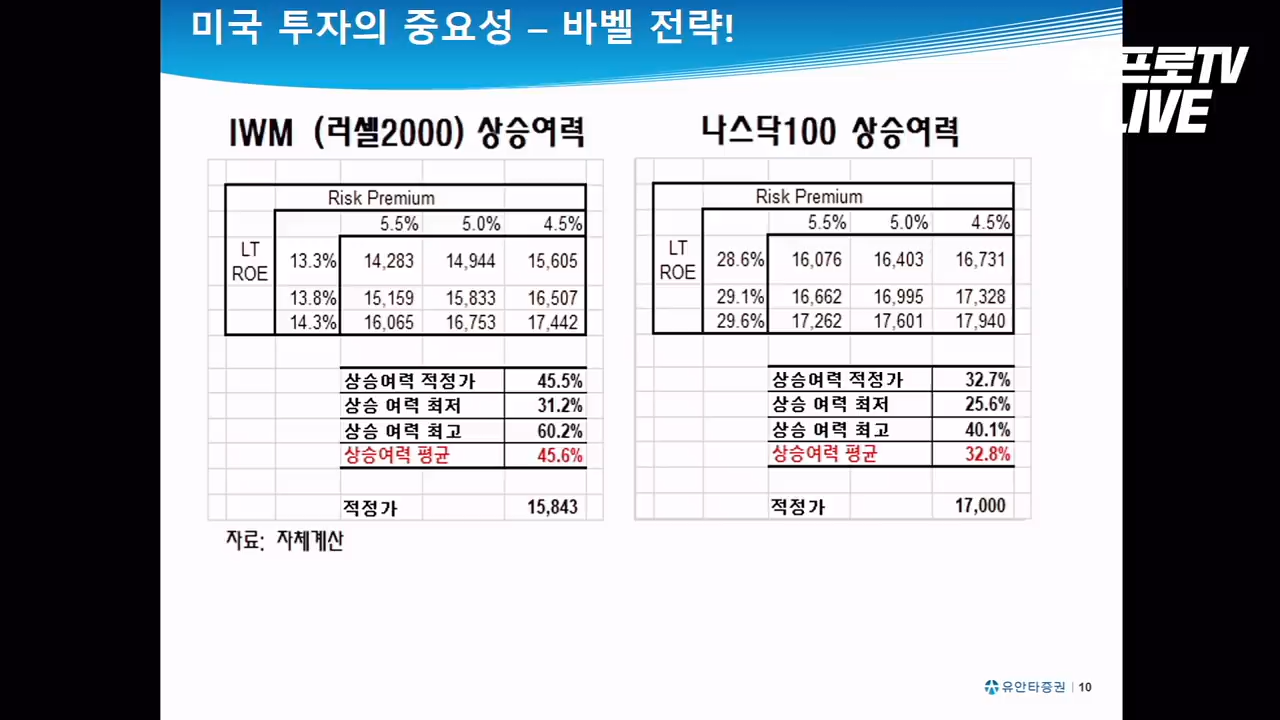 미국 투자의 중요성 – 바벨 전략!
프로TV
LIVE
IWM (러셀2000) 상승여력
Risk Premium
5.5% 5.0% 4.5%
LT ROE
13.3% 14,283 14,944 15,605
13.8% 15,159 15,833 16,507
14.3% 16,065 16,753 17,442
상승여력 적정가 45.5%
상승 여력 최저 31.2%
상승 여력 최고 60.2%
상승여력 평균 45.6%
적정가 15,843
자료: 자체계산
나스닥100 상승여력
Risk Premium
5.5% 5.0% 4.5%
LT ROE
28.6% 16,076 16,403 16,731
29.1% 16,662 16,995 17,328
29.6% 17,262 17,601 17,940
상승여력 적정가 32.7%
상승 여력 최저 25.6%
상승 여력 최고 40.1%
상승여력 평균 32.8%
적정가 17,000
유안타증권 | 10